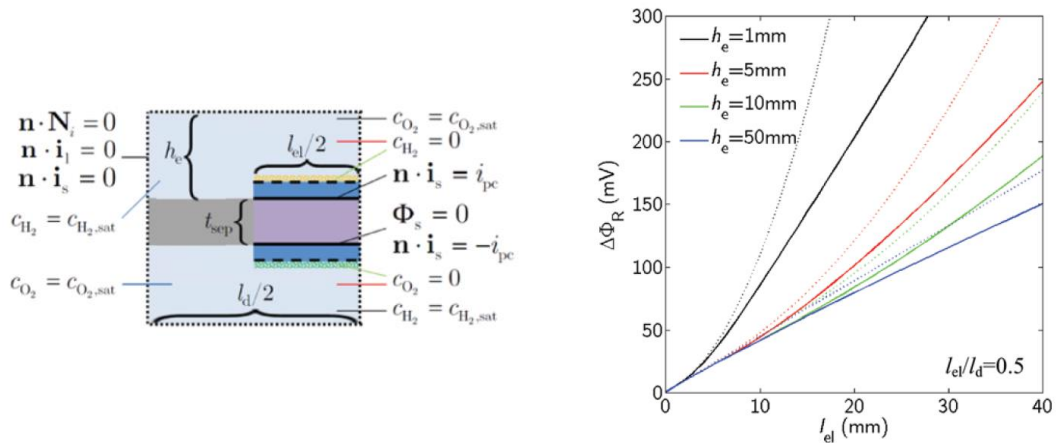 n · N_i = 0
n · i_l = 0
n · i_s = 0
c_H₂ = c_H₂,sat
c_O₂ = c_O₂,sat
h_e
l_el/2
t_sep
l_d/2
c_O₂ = c_O₂,sat
c_H₂ = 0
n · i_s = i_pc
Φ_s = 0
n · i_s = −i_pc
c_O₂ = 0
c_H₂ = c_H₂,sat
ΔΦ_R (mV)
300
250
200
150
100
50
0
h_e=1mm
h_e=5mm
h_e=10mm
h_e=50mm
l_el/l_d=0.5
0 10 20 30 40
l_el (mm)